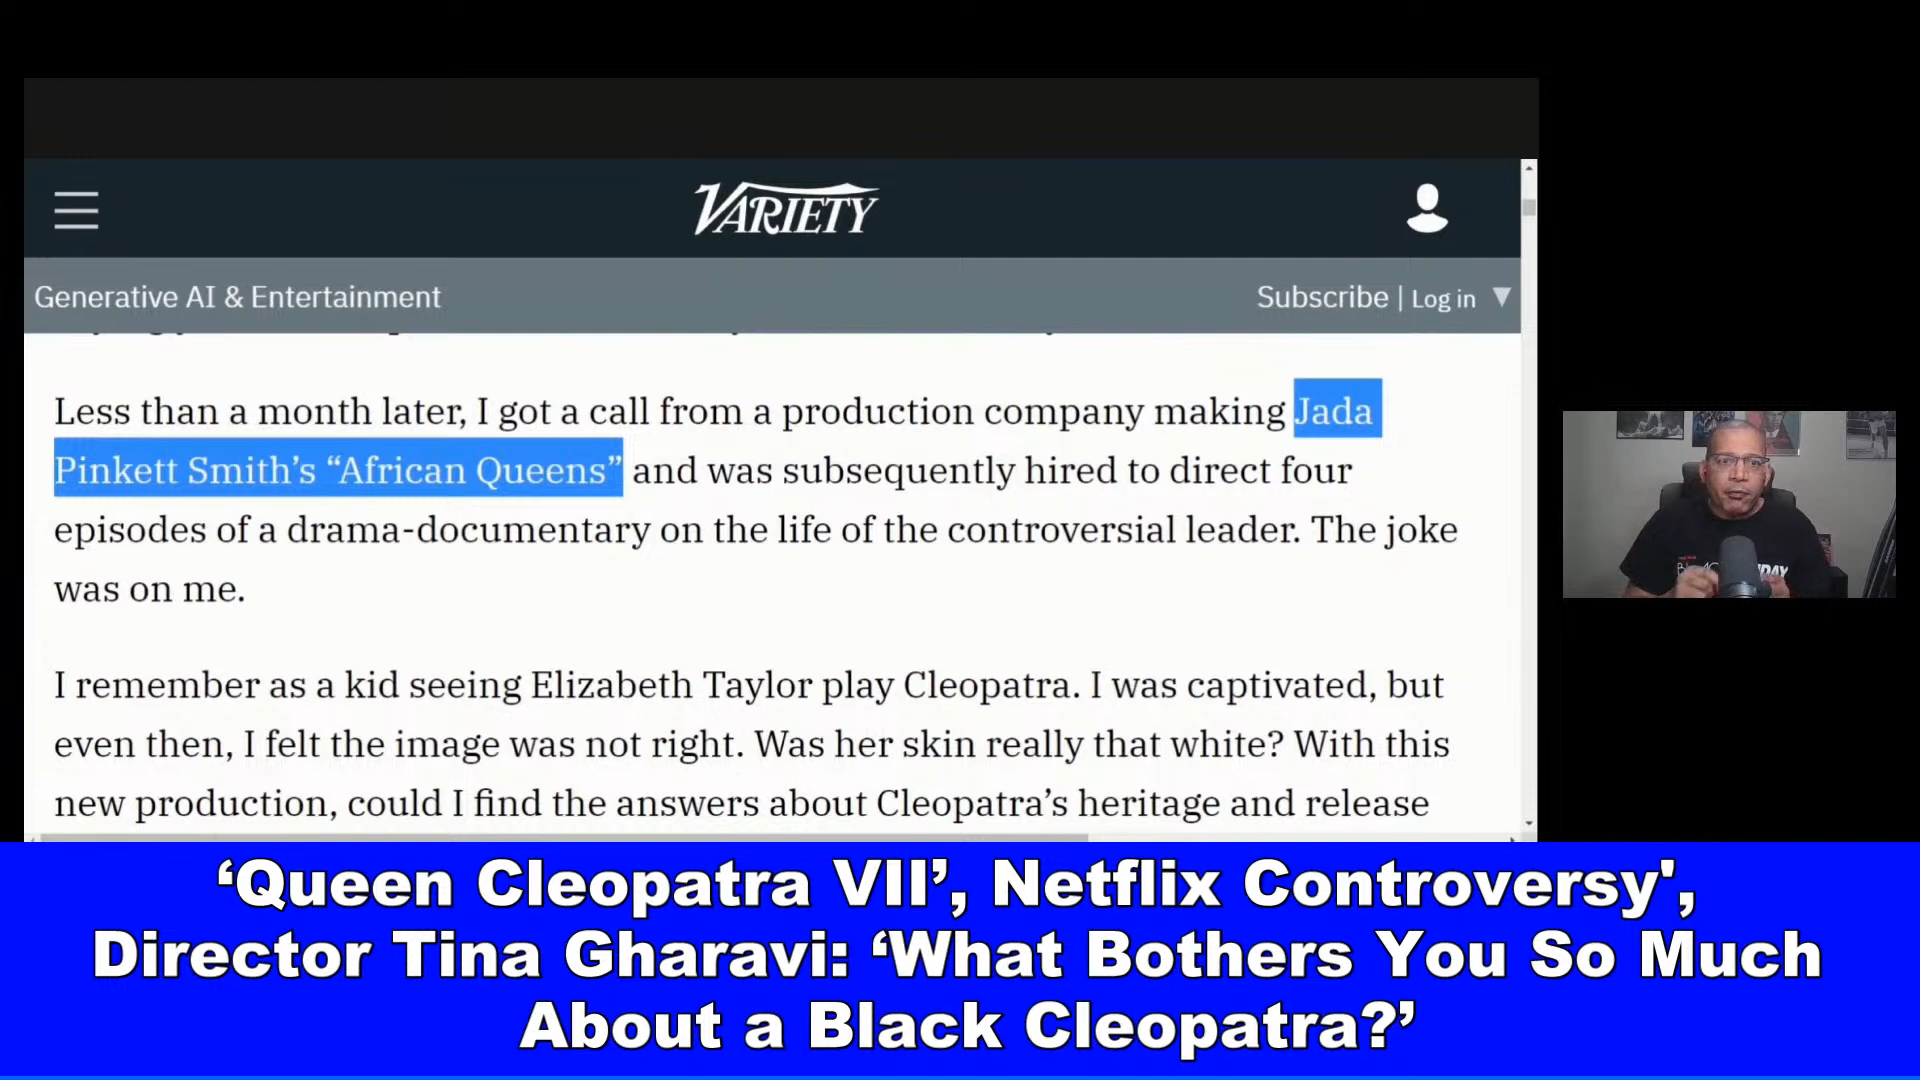 VARIETY
Generative AI & Entertainment
Subscribe | Log in ▼
Less than a month later, I got a call from a production company making Jada
Pinkett Smith’s “African Queens” and was subsequently hired to direct four
episodes of a drama-documentary on the life of the controversial leader. The joke
was on me.
I remember as a kid seeing Elizabeth Taylor play Cleopatra. I was captivated, but
even then, I felt the image was not right. Was her skin really that white? With this
new production, could I find the answers about Cleopatra’s heritage and release
‘Queen Cleopatra VII’, Netflix Controversy',
Director Tina Gharavi: ‘What Bothers You So Much
About a Black Cleopatra?’